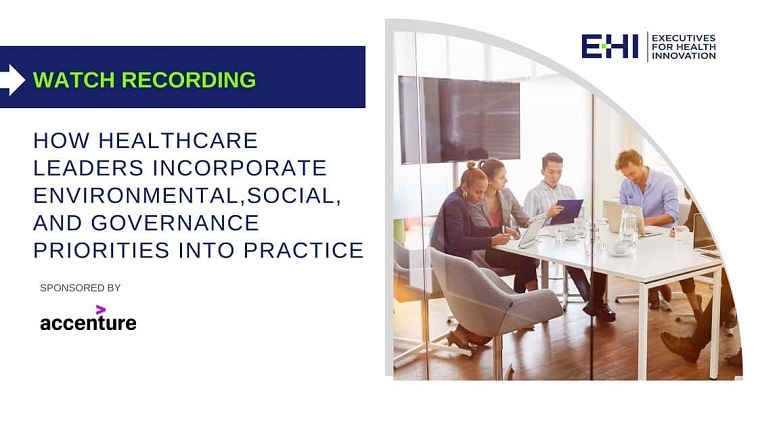 WATCH RECORDING
HOW HEALTHCARE
LEADERS INCORPORATE
ENVIRONMENTAL,SOCIAL,
AND GOVERNANCE
PRIORITIES INTO PRACTICE
SPONSORED BY
accenture
EHI
EXECUTIVES
FOR HEALTH
INNOVATION